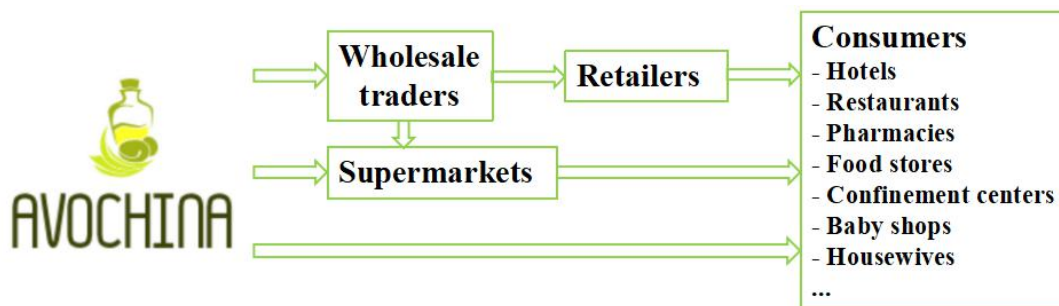 AVOCHINA
Wholesale
traders
Retailers
Supermarkets
Consumers
- Hotels
- Restaurants
- Pharmacies
- Food stores
- Confinement centers
- Baby shops
- Housewives
...